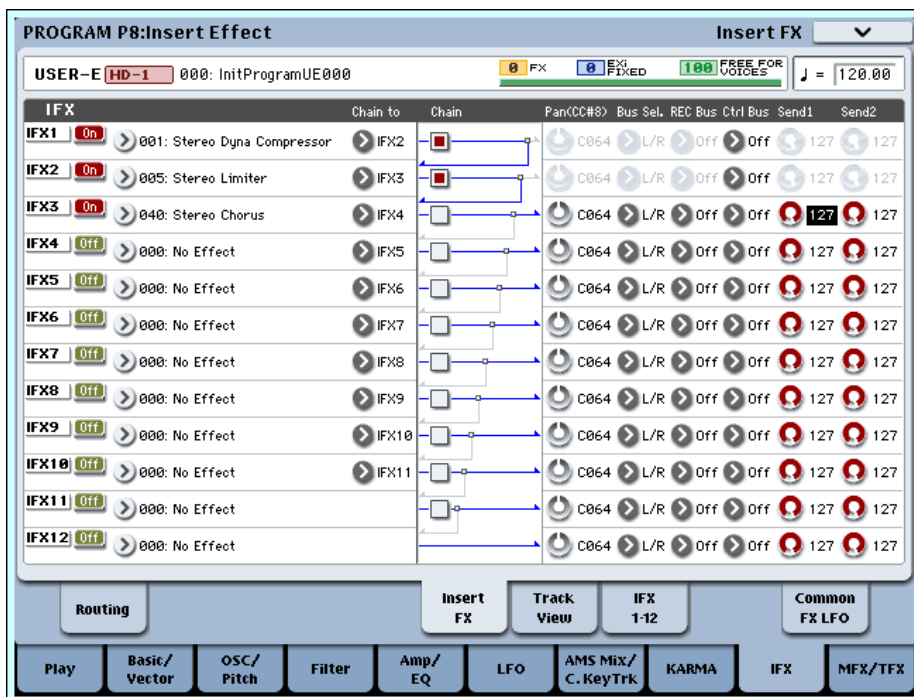 PROGRAM P8:Insert Effect Insert FX
USER-E HD-1 000: InitProgramUE000 0 FX 0 EXi FIXED 100 FREE FOR VOICES ♩ = 120.00
IFX Chain to Chain Pan(CC#8) Bus Sel. REC Bus Ctrl Bus Send1 Send2
IFX1 On 001: Stereo Dyna Compressor IFX2 C064 L/R Off Off 127 127
IFX2 On 005: Stereo Limiter IFX3 C064 L/R Off Off 127 127
IFX3 On 040: Stereo Chorus IFX4 C064 L/R Off Off 127 127
IFX4 Off 000: No Effect IFX5 C064 L/R Off Off 127 127
IFX5 Off 000: No Effect IFX6 C064 L/R Off Off 127 127
IFX6 Off 000: No Effect IFX7 C064 L/R Off Off 127 127
IFX7 Off 000: No Effect IFX8 C064 L/R Off Off 127 127
IFX8 Off 000: No Effect IFX9 C064 L/R Off Off 127 127
IFX9 Off 000: No Effect IFX10 C064 L/R Off Off 127 127
IFX10 Off 000: No Effect IFX11 C064 L/R Off Off 127 127
IFX11 Off 000: No Effect C064 L/R Off Off 127 127
IFX12 Off 000: No Effect C064 L/R Off Off 127 127
Routing Insert FX Track View IFX 1-12 Common FX LFO
Play Basic/Vector OSC/Pitch Filter Amp/EQ LFO AMS Mix/C.KeyTrk KARMA IFX MFX/TFX